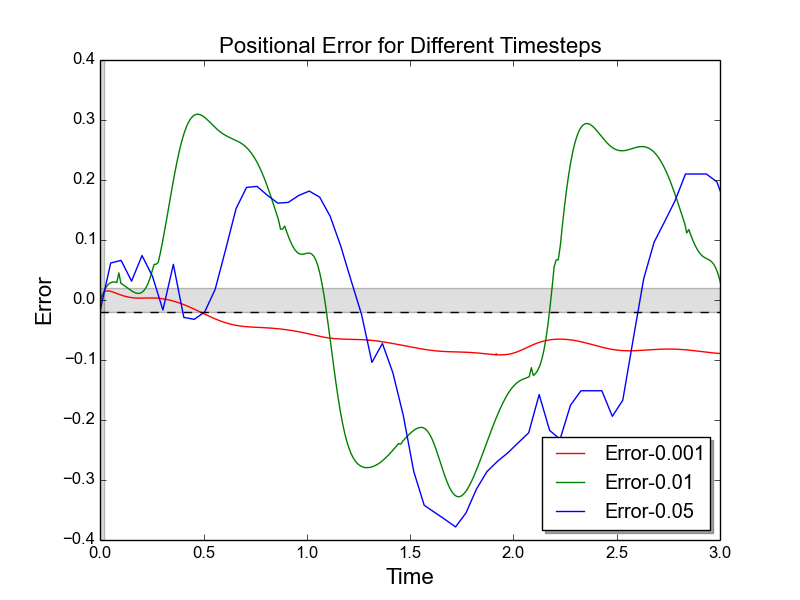 Positional Error for Different Timesteps
0.4
0.3
0.2
0.1
0.0
−0.1
−0.2
−0.3
−0.4
Error
0.0
0.5
1.0
1.5
2.0
2.5
3.0
Time
Error-0.001
Error-0.01
Error-0.05